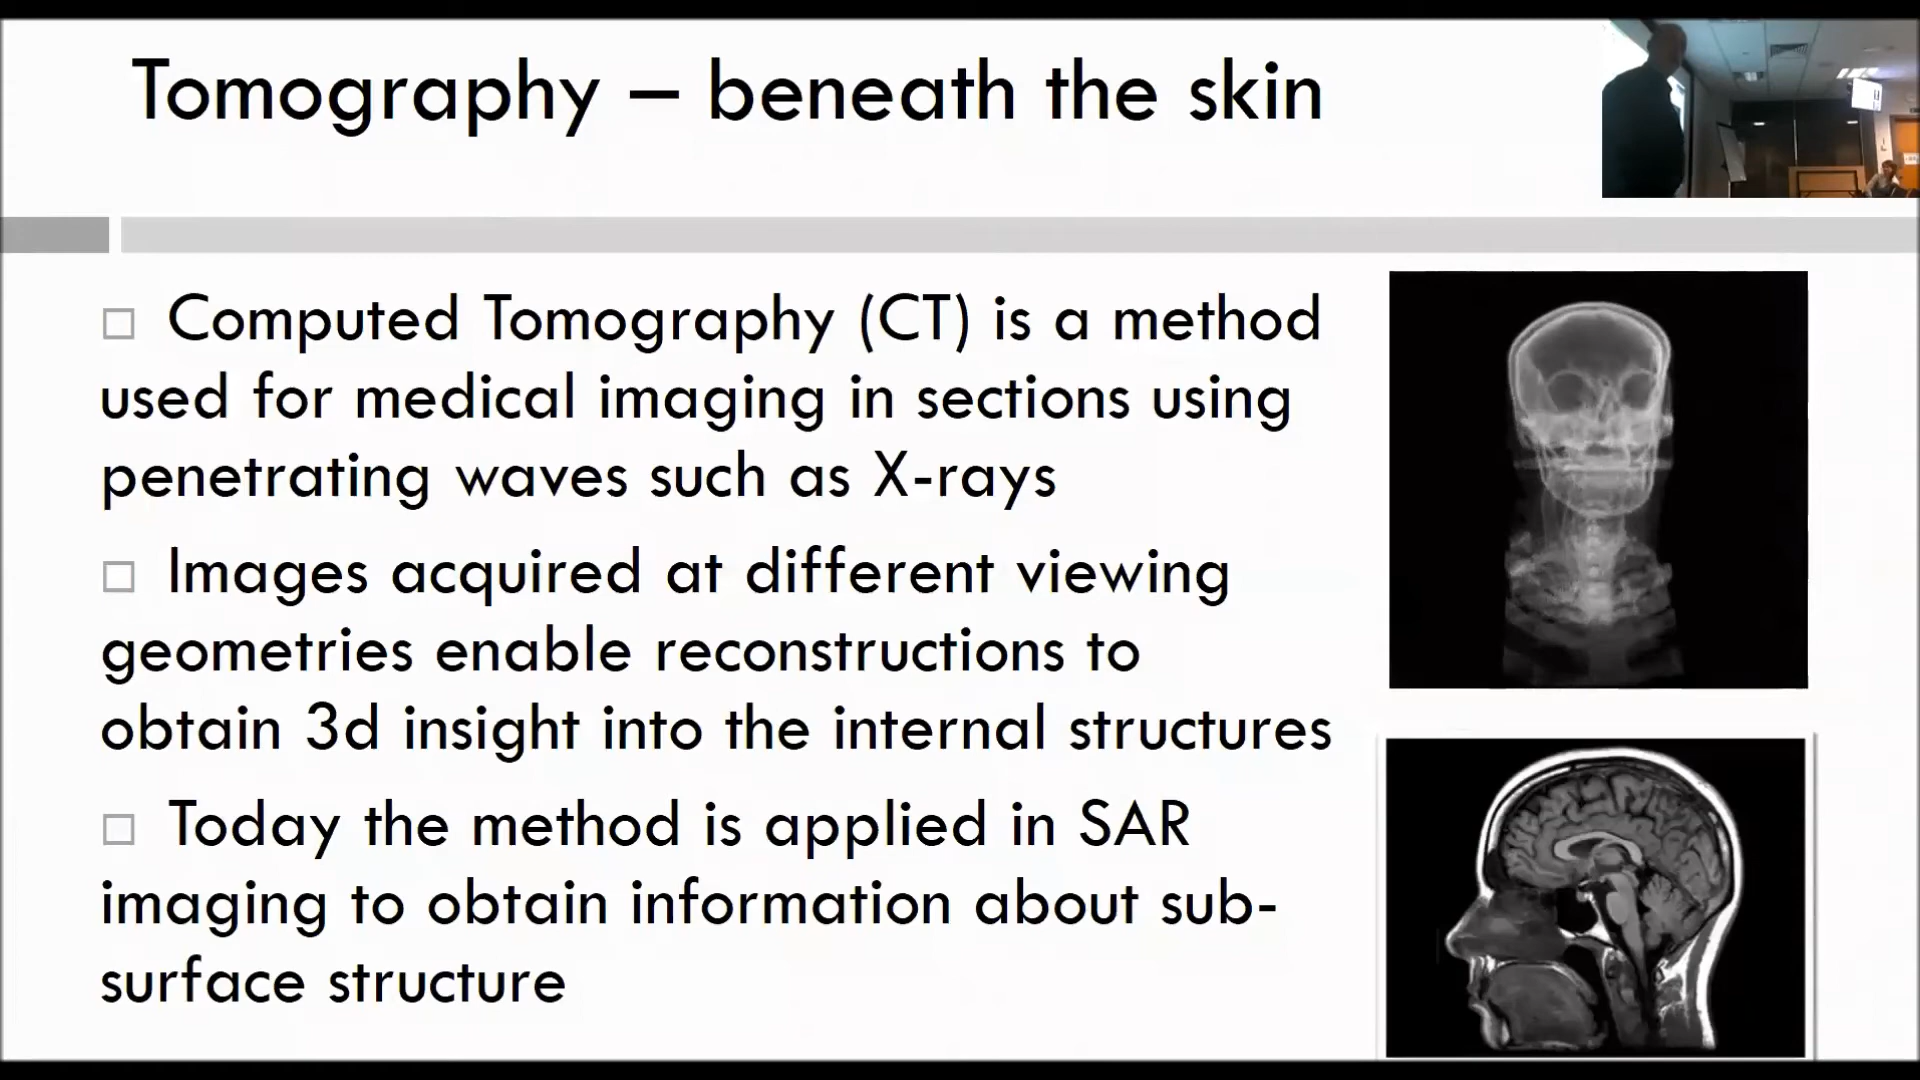 Tomography – beneath the skin
Computed Tomography (CT) is a method
used for medical imaging in sections using
penetrating waves such as X-rays
Images acquired at different viewing
geometries enable reconstructions to
obtain 3d insight into the internal structures
Today the method is applied in SAR
imaging to obtain information about sub-
surface structure